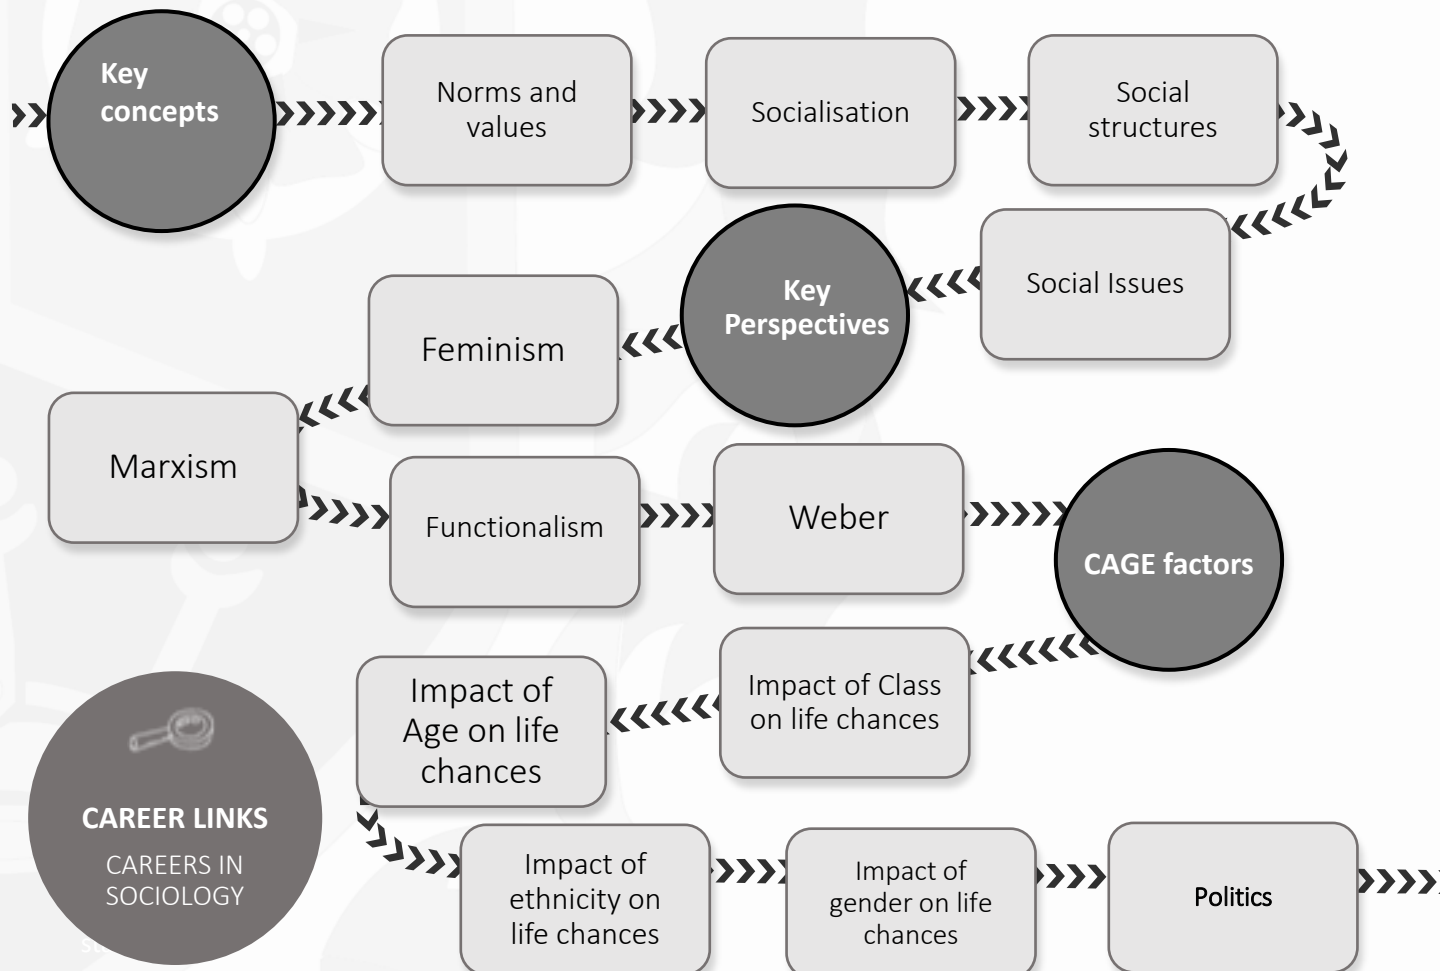 Key
concepts
Norms and
values
Socialisation
Social
structures
Social Issues
Key
Perspectives
Feminism
Marxism
Functionalism
Weber
CAGE factors
Impact of Class
on life chances
Impact of
Age on life
chances
Impact of
ethnicity on
life chances
Impact of
gender on life
chances
Politics
CAREER LINKS
CAREERS IN
SOCIOLOGY